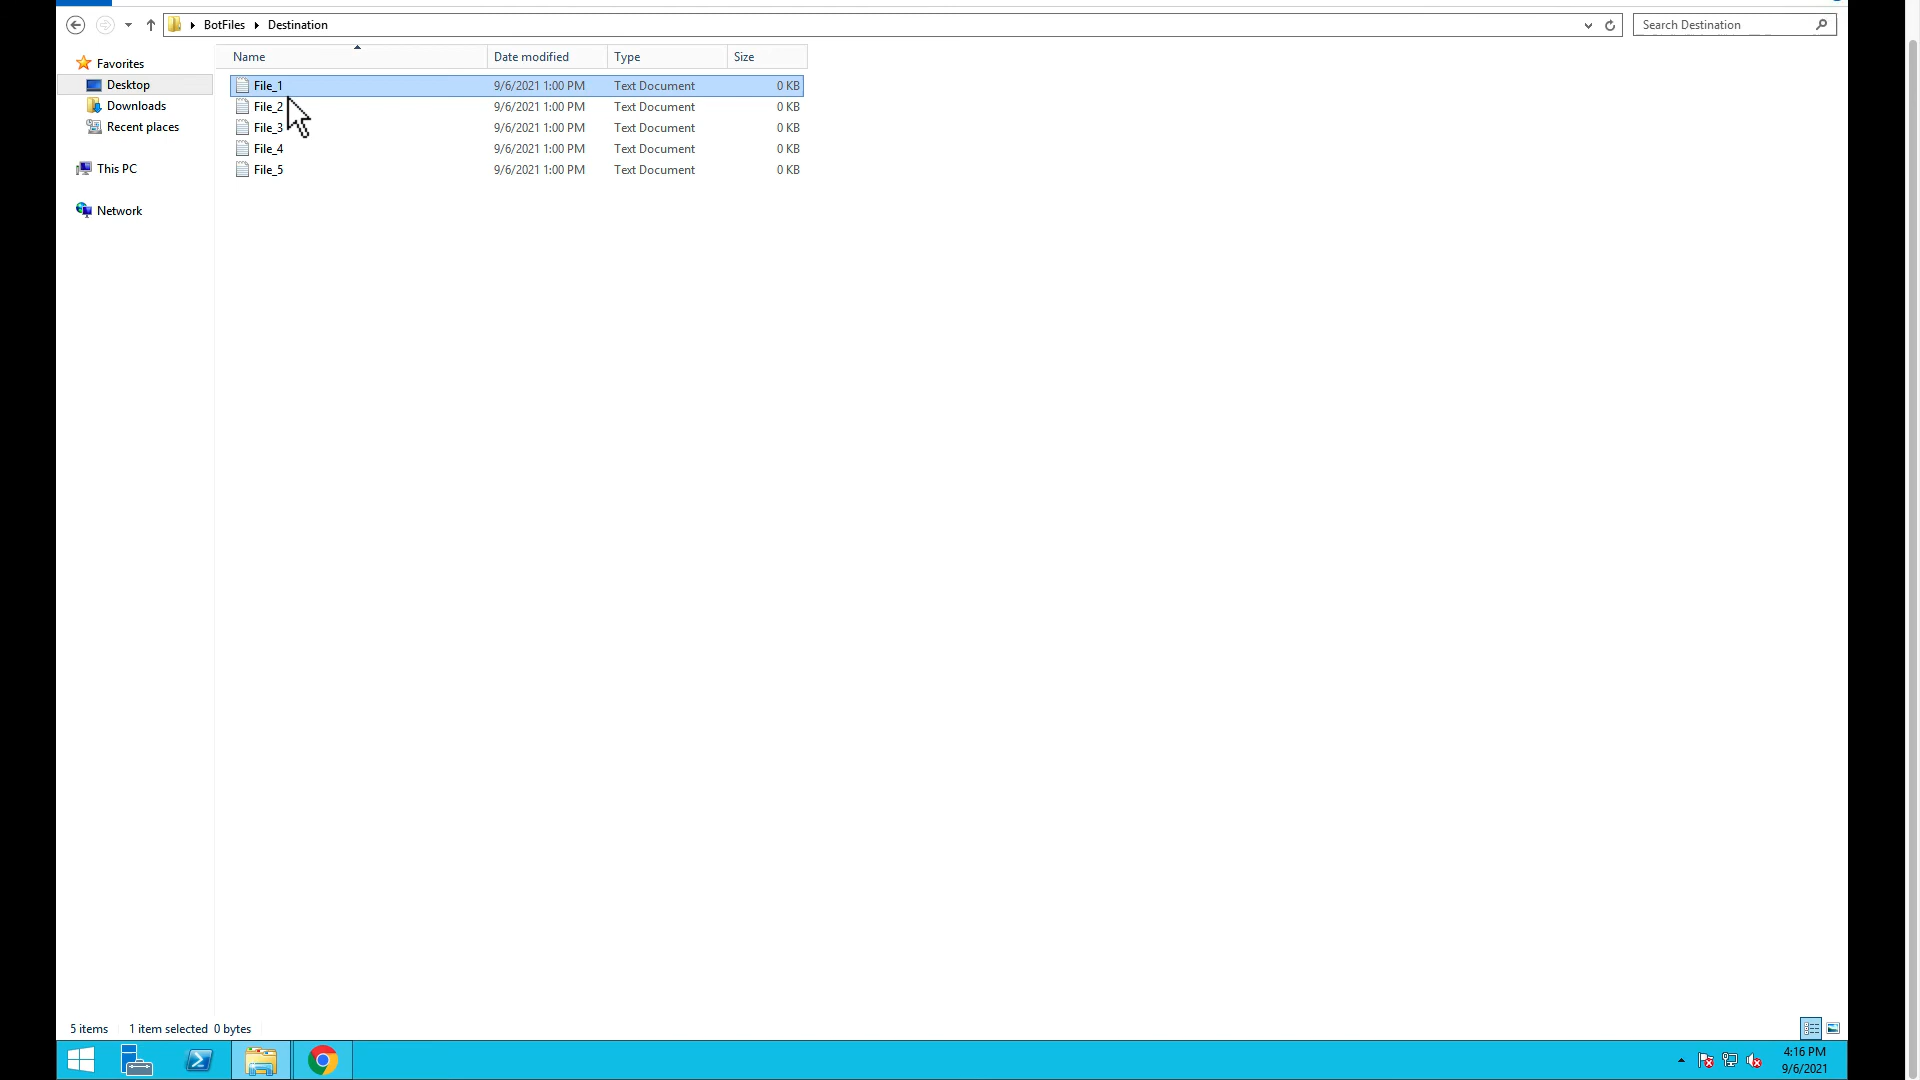 BotFiles Destination
Search Destination
Name Date modified Type Size
Favorites
Desktop
Downloads
Recent places
This PC
Network
File_1 9/6/2021 1:00 PM Text Document 0 KB
File_2 9/6/2021 1:00 PM Text Document 0 KB
File_3 9/6/2021 1:00 PM Text Document 0 KB
File_4 9/6/2021 1:00 PM Text Document 0 KB
File_5 9/6/2021 1:00 PM Text Document 0 KB
5 items 1 item selected 0 bytes
4:16 PM
9/6/2021